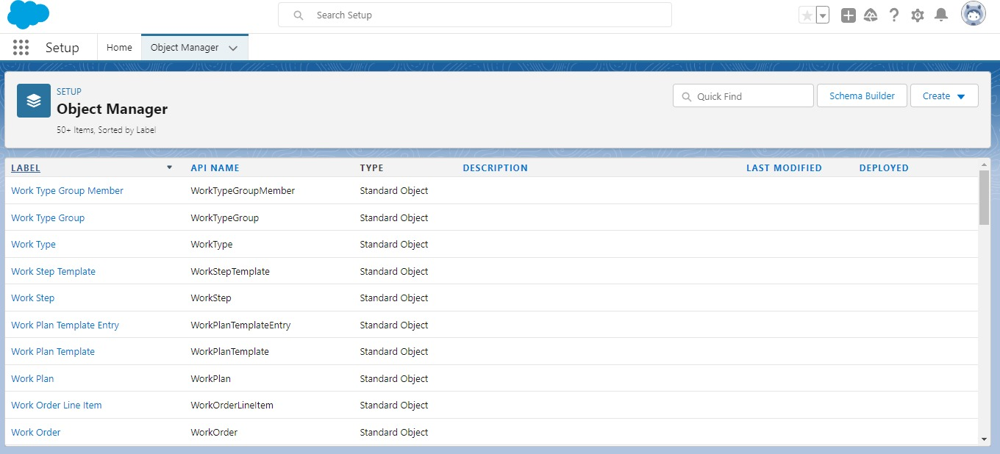 Search Setup
Setup Home Object Manager
SETUP
Object Manager
50+ Items, Sorted by Label
Quick Find Schema Builder Create
LABEL API NAME TYPE DESCRIPTION LAST MODIFIED DEPLOYED
Work Type Group Member WorkTypeGroupMember Standard Object
Work Type Group WorkTypeGroup Standard Object
Work Type WorkType Standard Object
Work Step Template WorkStepTemplate Standard Object
Work Step WorkStep Standard Object
Work Plan Template Entry WorkPlanTemplateEntry Standard Object
Work Plan Template WorkPlanTemplate Standard Object
Work Plan WorkPlan Standard Object
Work Order Line Item WorkOrderLineItem Standard Object
Work Order WorkOrder Standard Object